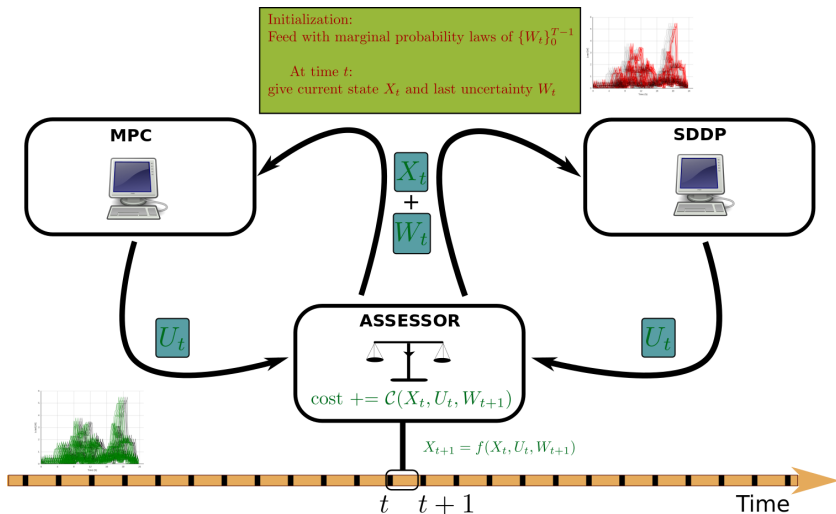 Initialization:
Feed with marginal probability laws of {W_t}_0^{T−1}
At time t:
give current state X_t and last uncertainty W_t
MPC
SDDP
X_t
+
W_t
U_t
U_t
ASSESSOR
cost += C(X_t, U_t, W_{t+1})
X_{t+1} = f(X_t, U_t, W_{t+1})
t
t + 1
Time